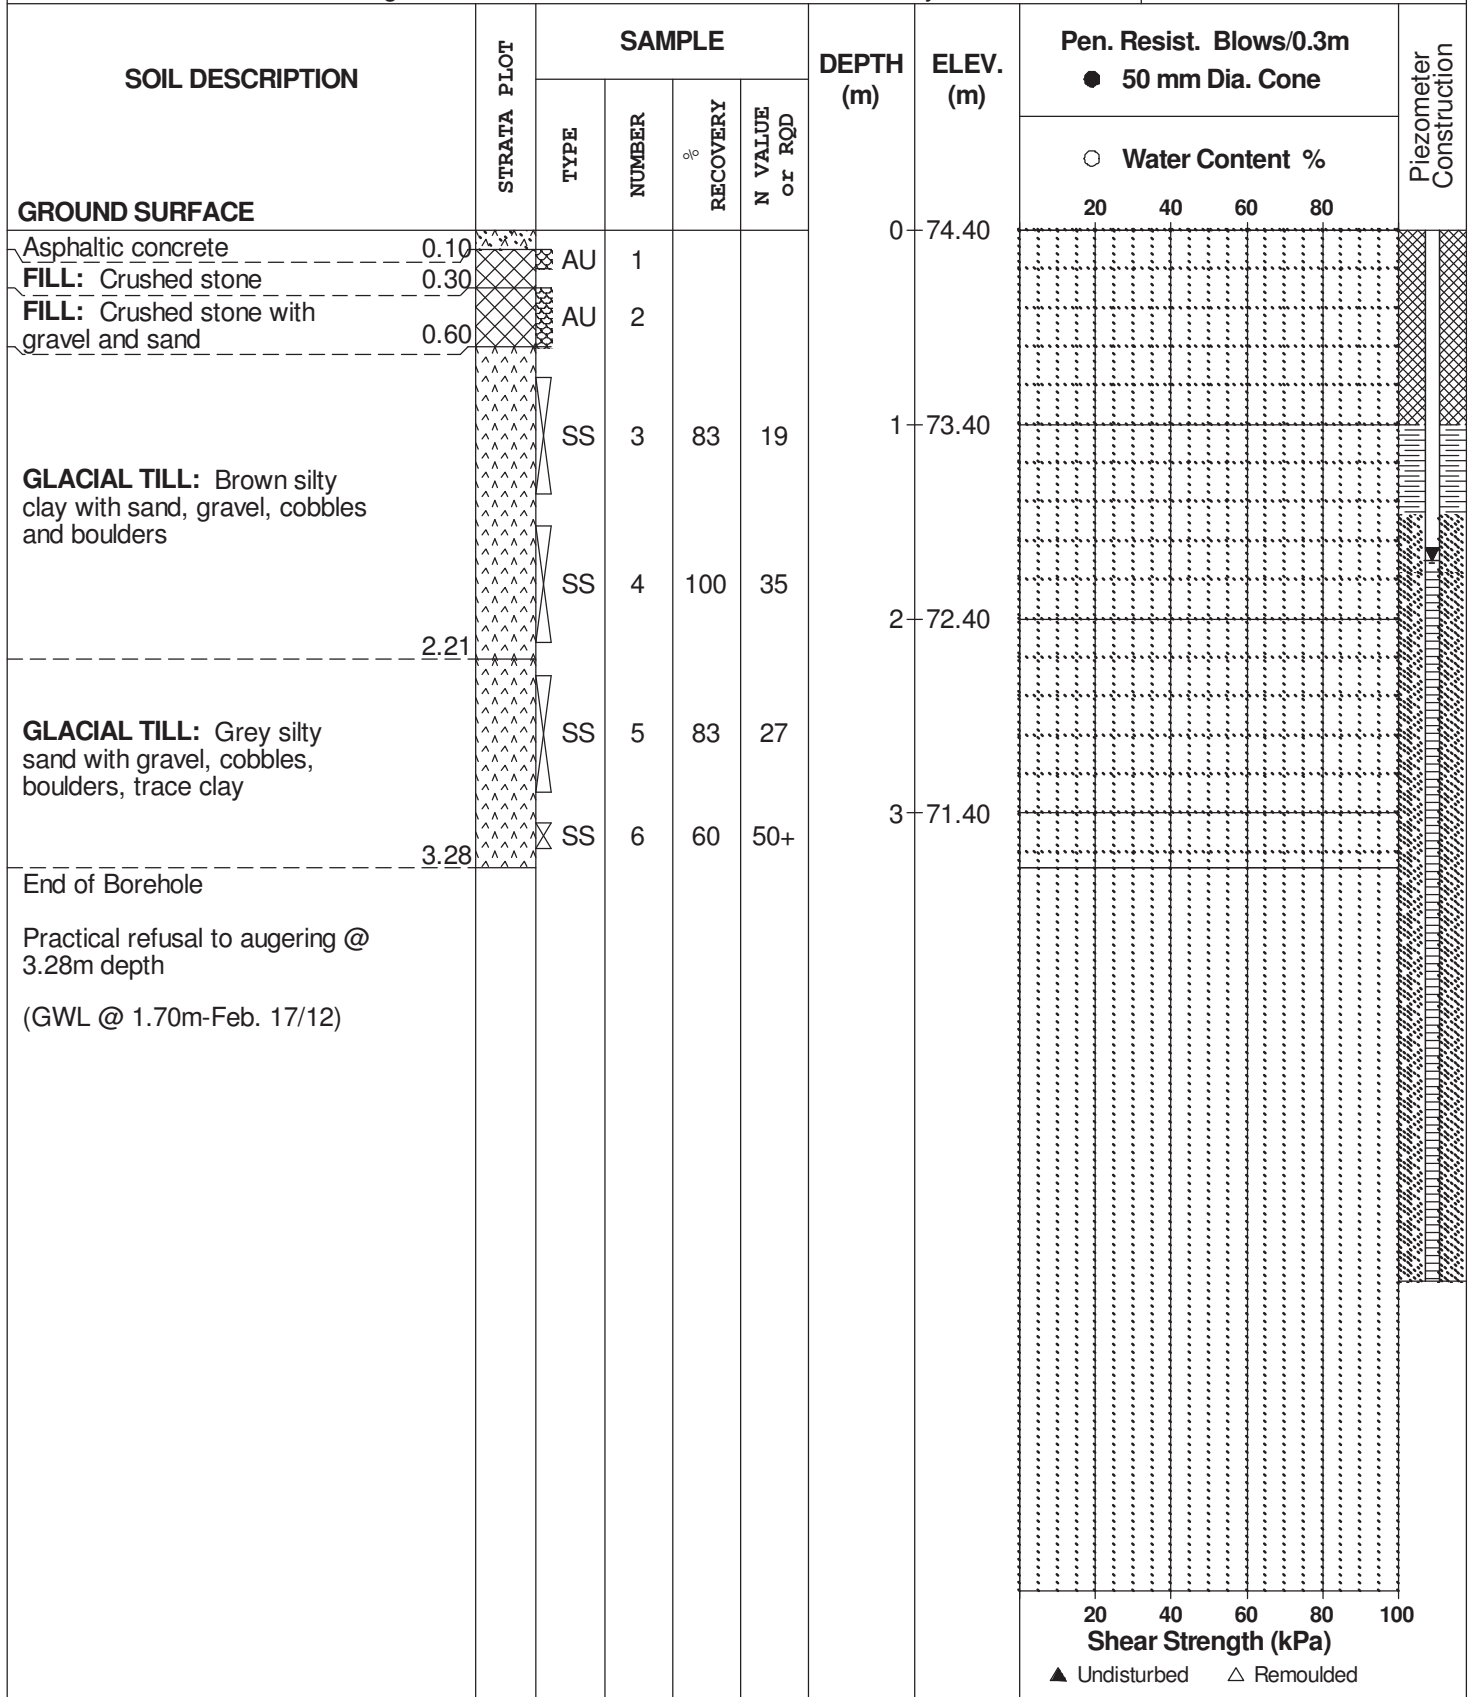 SOIL DESCRIPTION
STRATA PLOT
SAMPLE
TYPE
NUMBER
% RECOVERY
N VALUE or RQD
DEPTH (m)
ELEV. (m)
Pen. Resist. Blows/0.3m
● 50 mm Dia. Cone
○ Water Content %
20 40 60 80
Piezometer Construction
GROUND SURFACE
0 74.40
Asphaltic concrete 0.10
AU 1
FILL: Crushed stone 0.30
FILL: Crushed stone with
gravel and sand 0.60
AU 2
SS 3 83 19
1 73.40
GLACIAL TILL: Brown silty
clay with sand, gravel, cobbles
and boulders
SS 4 100 35
2 72.40
2.21
GLACIAL TILL: Grey silty
sand with gravel, cobbles,
boulders, trace clay
SS 5 83 27
3 71.40
SS 6 60 50+
3.28
End of Borehole
Practical refusal to augering @
3.28m depth
(GWL @ 1.70m-Feb. 17/12)
20 40 60 80 100
Shear Strength (kPa)
▲ Undisturbed △ Remoulded